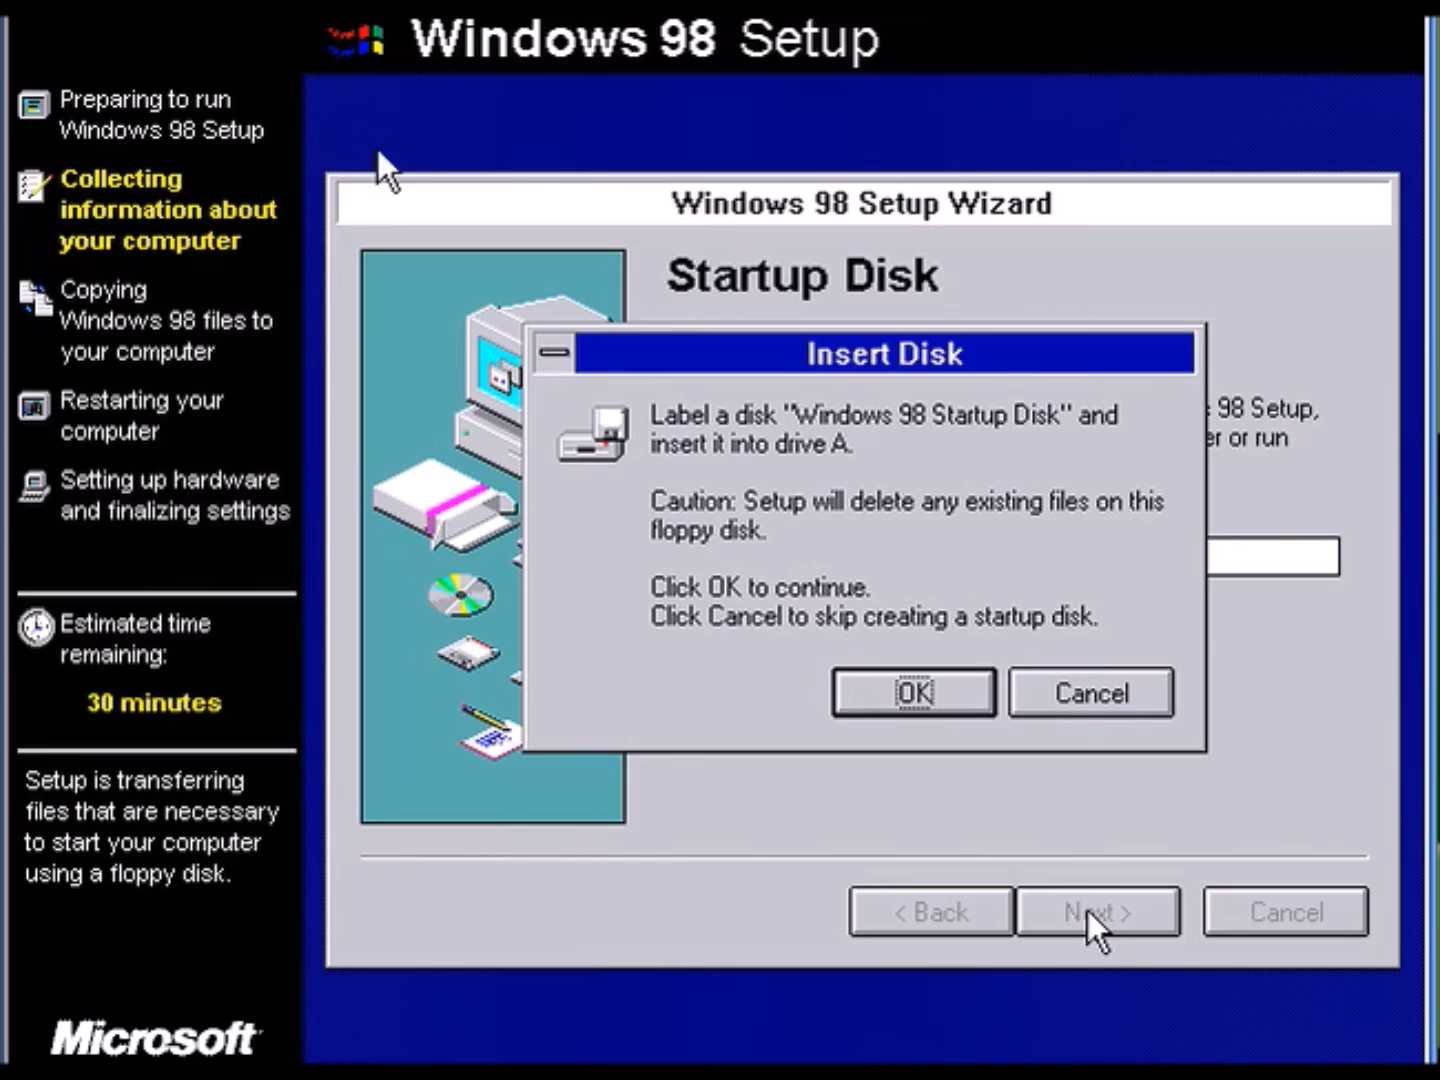 Windows 98 Setup
Preparing to run
Windows 98 Setup
Collecting
information about
your computer
Copying
Windows 98 files to
your computer
Restarting your
computer
Setting up hardware
and finalizing settings
Estimated time
remaining:
30 minutes
Setup is transferring
files that are necessary
to start your computer
using a floppy disk.
Microsoft
Windows 98 Setup Wizard
Startup Disk
98 Setup,
or run
Insert Disk
Label a disk "Windows 98 Startup Disk" and
insert it into drive A.
Caution: Setup will delete any existing files on this
floppy disk.
Click OK to continue.
Click Cancel to skip creating a startup disk.
OK
Cancel
< Back
Next >
Cancel